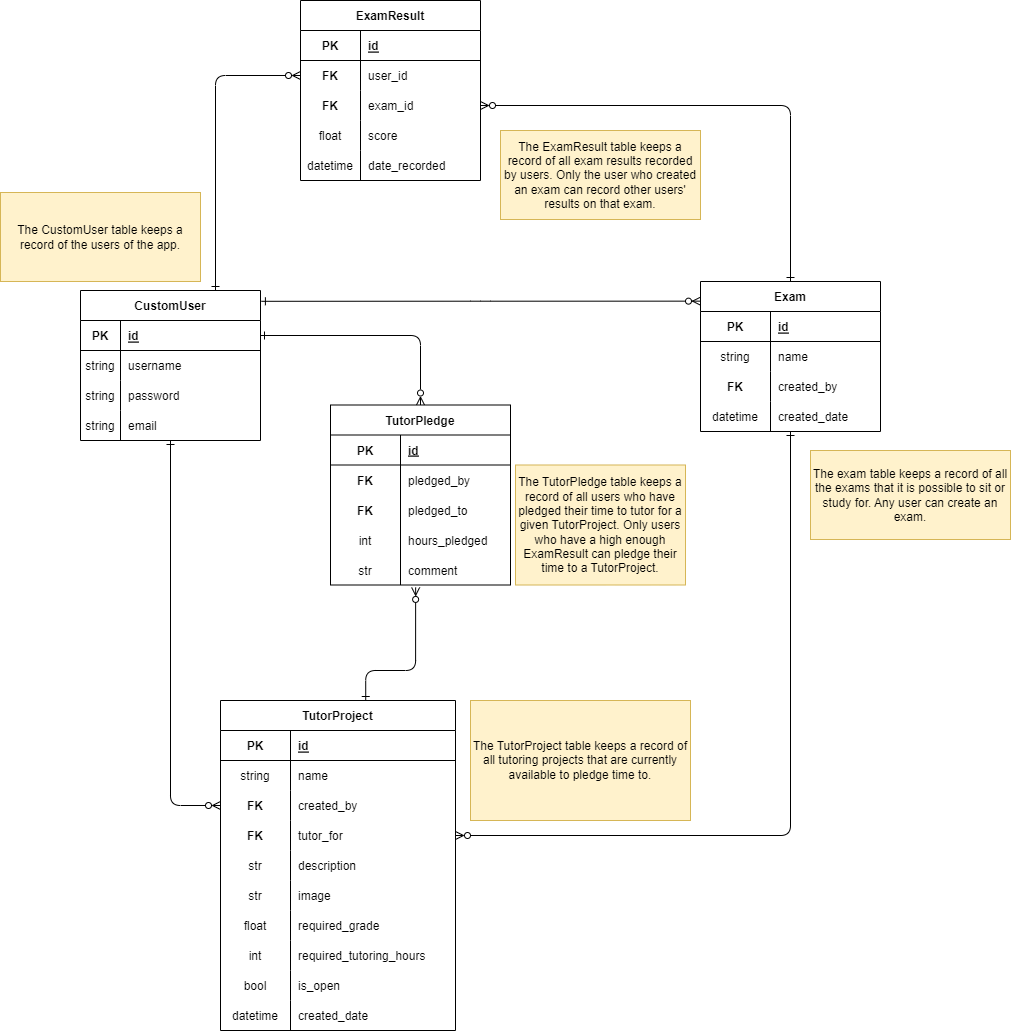 ExamResult
PK id
FK user_id
FK exam_id
float score
datetime date_recorded
The ExamResult table keeps a
record of all exam results recorded
by users. Only the user who created
an exam can record other users'
results on that exam.
The CustomUser table keeps a
record of the users of the app.
CustomUser
PK id
string username
string password
string email
Exam
PK id
string name
FK created_by
datetime created_date
The exam table keeps a record of all
the exams that it is possible to sit or
study for. Any user can create an
exam.
TutorPledge
PK id
FK pledged_by
FK pledged_to
int hours_pledged
str comment
The TutorPledge table keeps a
record of all users who have
pledged their time to tutor for a
given TutorProject. Only users
who have a high enough
ExamResult can pledge their
time to a TutorProject.
TutorProject
PK id
string name
FK created_by
FK tutor_for
str description
str image
float required_grade
int required_tutoring_hours
bool is_open
datetime created_date
The TutorProject table keeps a record of
all tutoring projects that are currently
available to pledge time to.